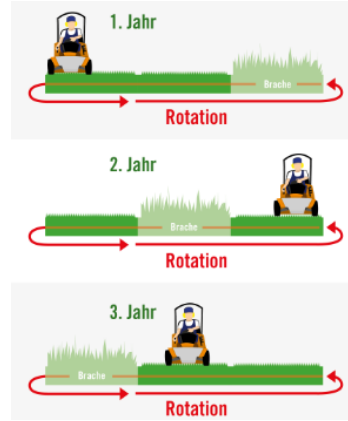 1. Jahr
Brache
Rotation
2. Jahr
Brache
Rotation
3. Jahr
Brache
Rotation